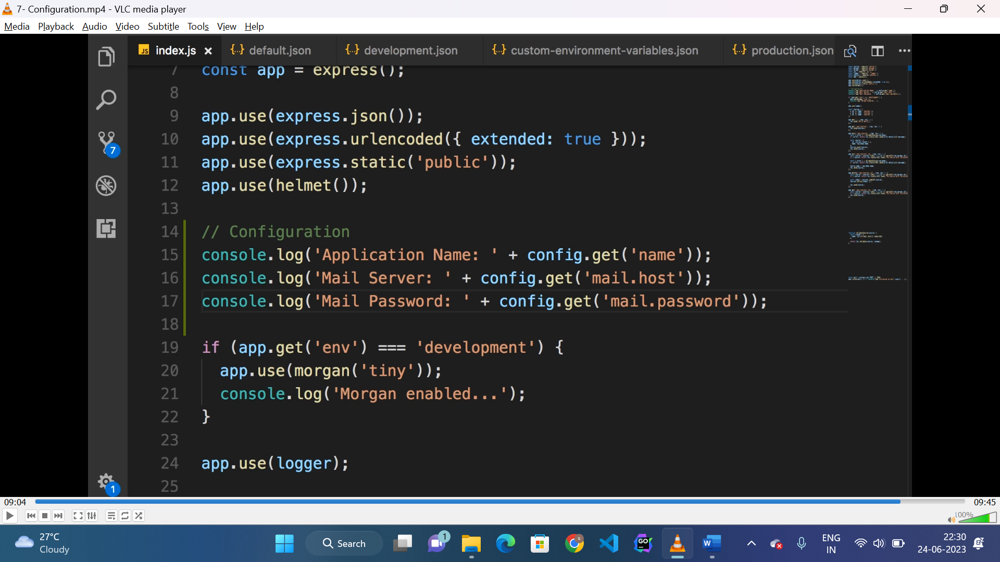 7- Configuration.mp4 - VLC media player
Media Playback Audio Video Subtitle Tools View Help
JS index.js {..} default.json {..} development.json {..} custom-environment-variables.json {..} production.json
7 const app = express();
8
9 app.use(express.json());
10 app.use(express.urlencoded({ extended: true }));
11 app.use(express.static('public'));
12 app.use(helmet());
13
14 // Configuration
15 console.log('Application Name: ' + config.get('name'));
16 console.log('Mail Server: ' + config.get('mail.host'));
17 console.log('Mail Password: ' + config.get('mail.password'));
18
19 if (app.get('env') === 'development') {
20 app.use(morgan('tiny'));
21 console.log('Morgan enabled...');
22 }
23
24 app.use(logger);
25
7
1
09:04 09:45
100%
27°C
Cloudy
Search
1
S
GO
W
ENG
IN
22:30
24-06-2023